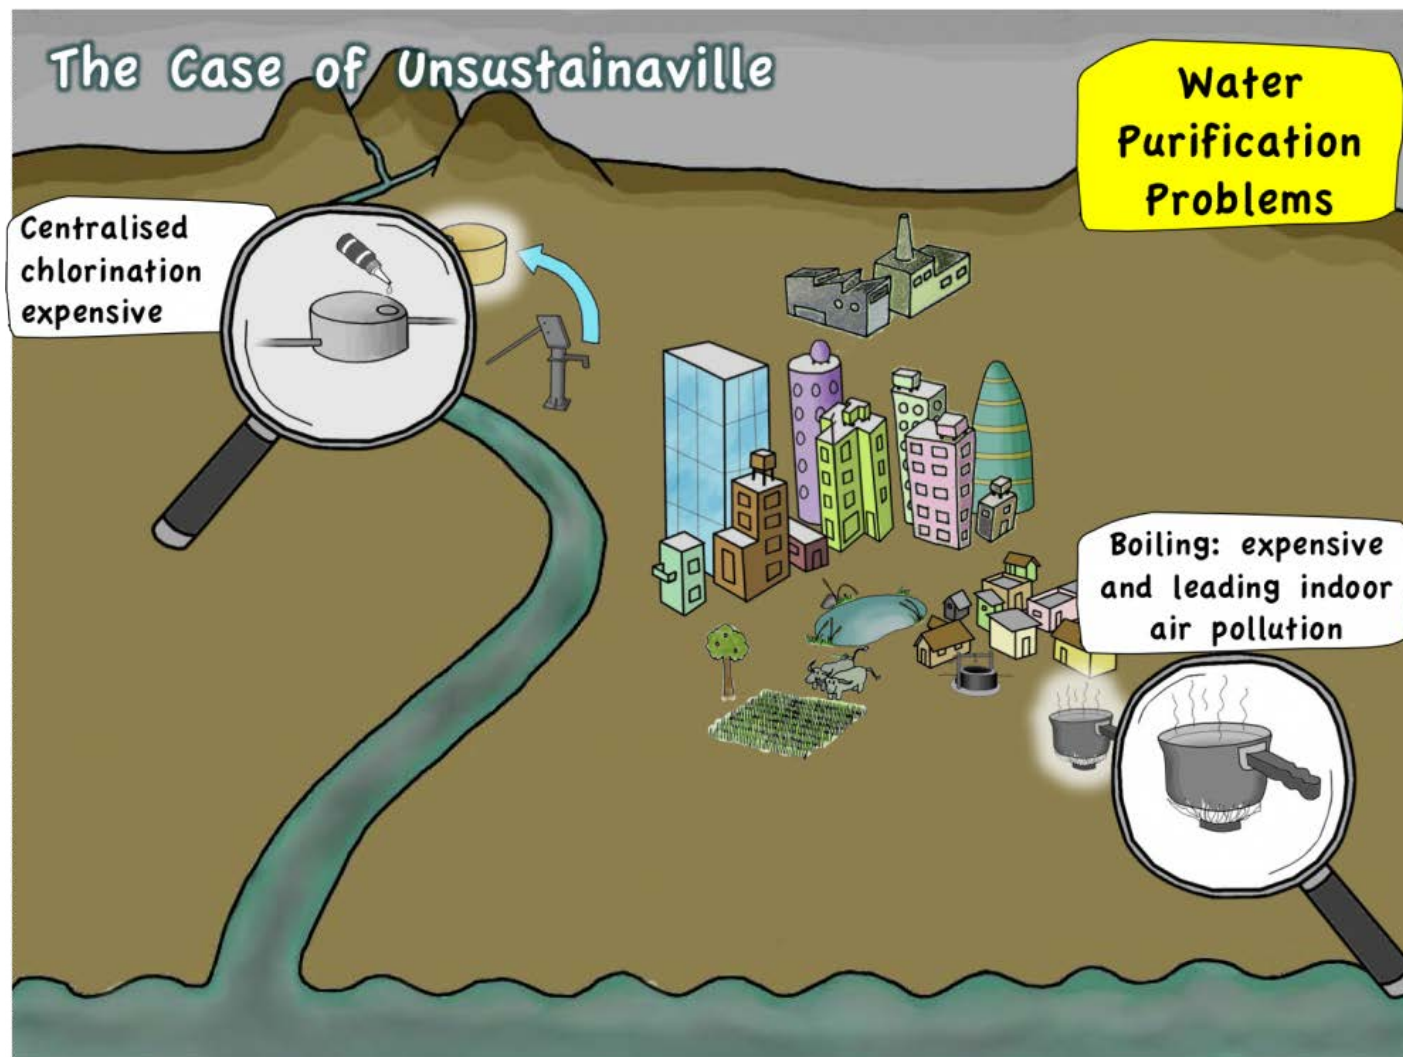 The Case of Unsustainaville
Water
Purification
Problems
Centralised
chlorination
expensive
Boiling: expensive
and leading indoor
air pollution